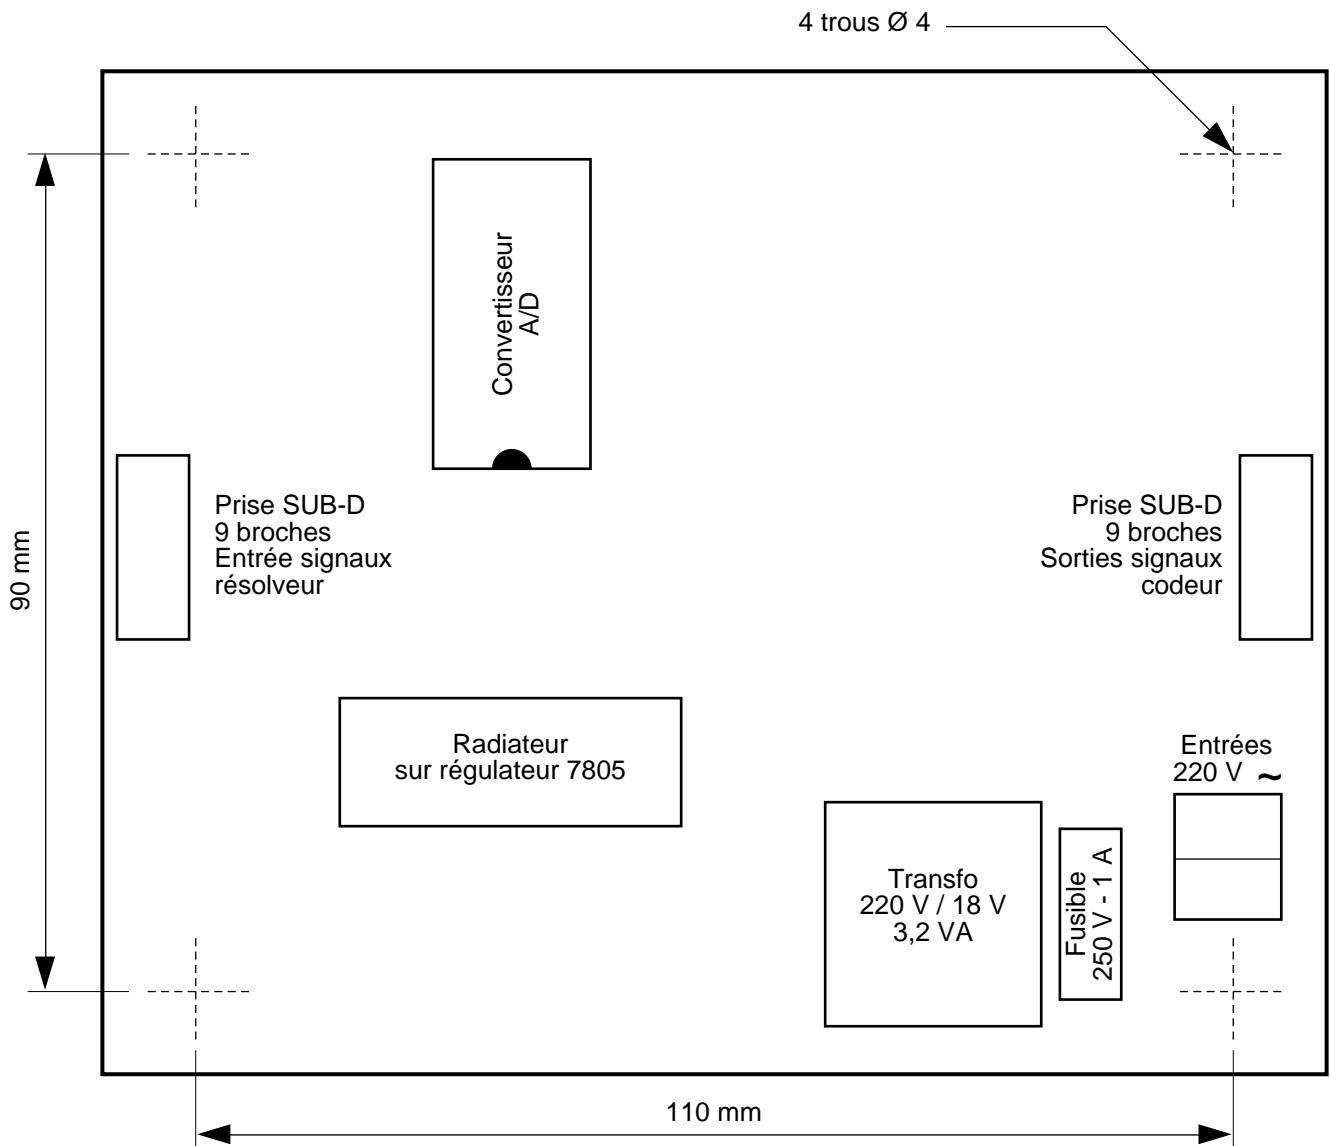 4 trous Ø 4
Convertisseur
A/D
Prise SUB-D
9 broches
Entrée signaux
résolveur
Prise SUB-D
9 broches
Sorties signaux
codeur
90 mm
Radiateur
sur régulateur 7805
Entrées
220 V ~
Transfo
220 V / 18 V
3,2 VA
Fusible
250 V - 1 A
110 mm